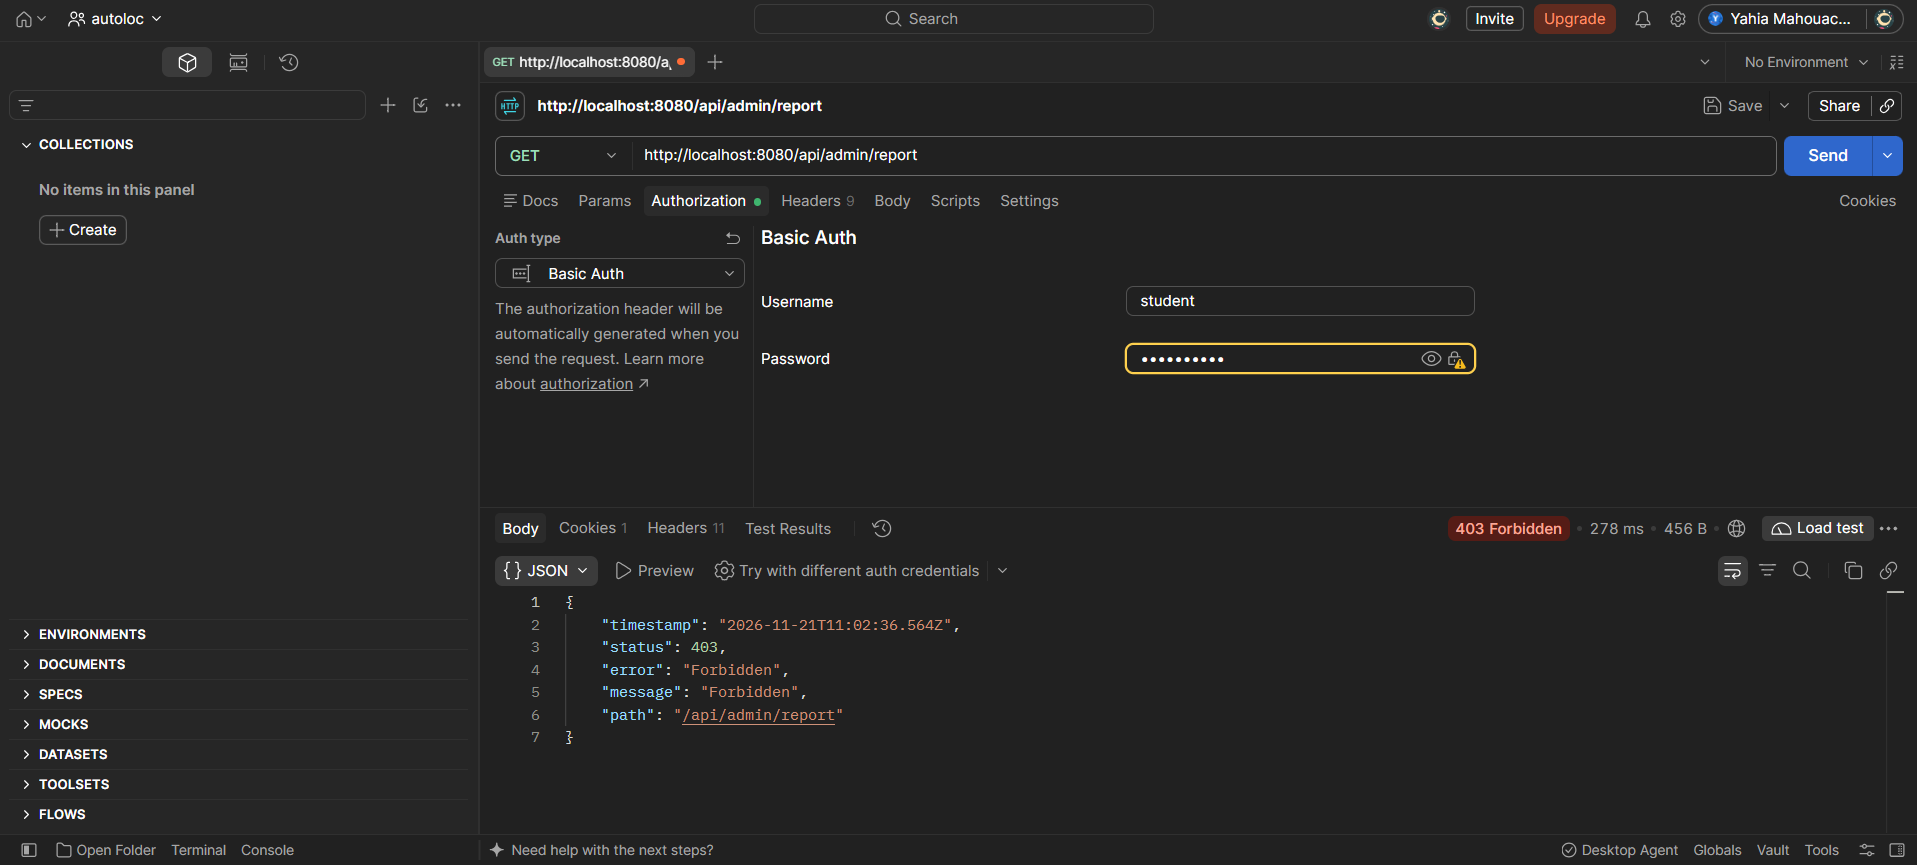 autoloc
Search
Invite
Upgrade
Yahia Mahouac...
GET http://localhost:8080/a
No Environment
COLLECTIONS
No items in this panel
Create
HTTP
http://localhost:8080/api/admin/report
Save
Share
GET
http://localhost:8080/api/admin/report
Send
Docs
Params
Authorization
Headers 9
Body
Scripts
Settings
Cookies
Auth type
Basic Auth
The authorization header will be
automatically generated when you
send the request. Learn more
about authorization
Basic Auth
Username
student
Password
••••••••••
Body
Cookies 1
Headers 11
Test Results
403 Forbidden
278 ms
456 B
Load test
{} JSON
Preview
Try with different auth credentials
1 {
2 "timestamp": "2026-11-21T11:02:36.564Z",
3 "status": 403,
4 "error": "Forbidden",
5 "message": "Forbidden",
6 "path": "/api/admin/report"
7 }
ENVIRONMENTS
DOCUMENTS
SPECS
MOCKS
DATASETS
TOOLSETS
FLOWS
Open Folder
Terminal
Console
Need help with the next steps?
Desktop Agent
Globals
Vault
Tools